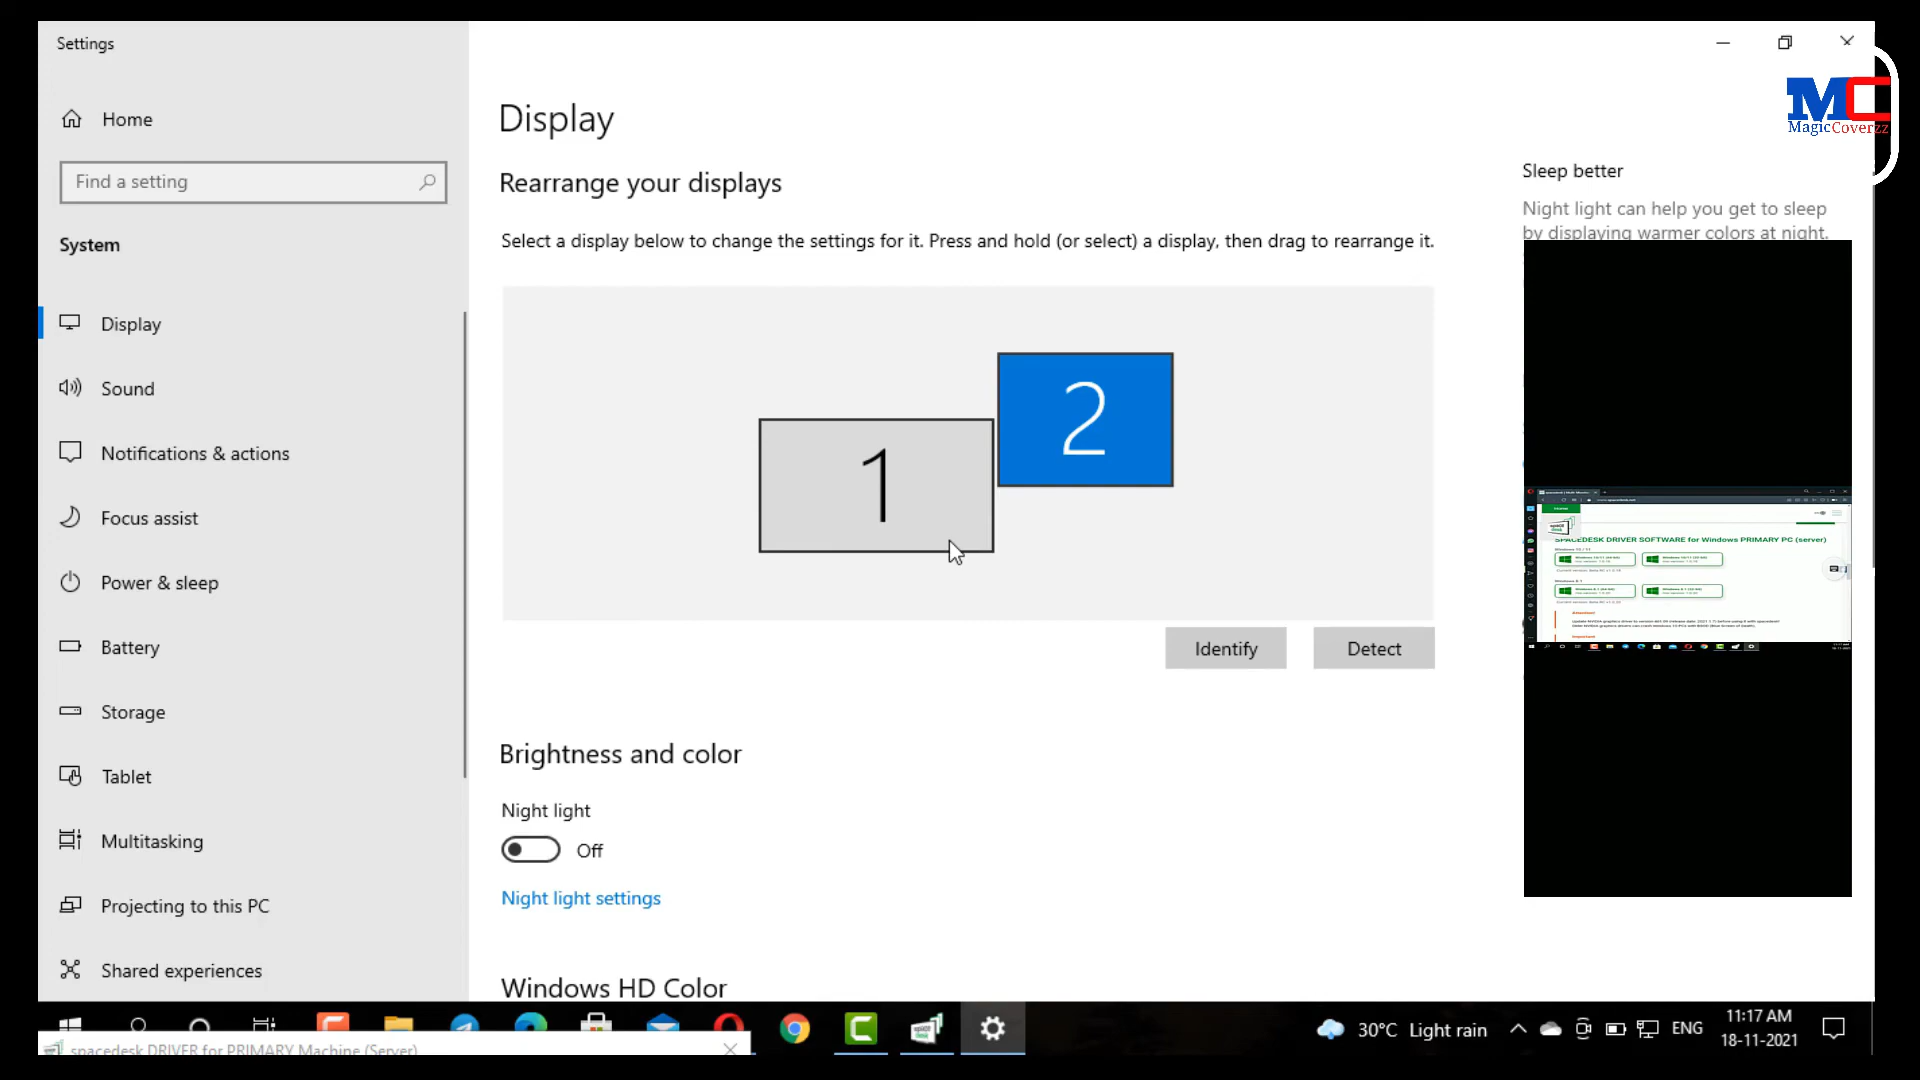 Settings
MC
MagicCoverzz
Home
Find a setting
System
Display
Sound
Notifications & actions
Focus assist
Power & sleep
Battery
Storage
Tablet
Multitasking
Projecting to this PC
Shared experiences
Display
Rearrange your displays
Select a display below to change the settings for it. Press and hold (or select) a display, then drag to rearrange it.
1
2
Identify
Detect
Brightness and color
Night light
Off
Night light settings
Windows HD Color
Sleep better
Night light can help you get to sleep
by displaying warmer colors at night.
SPACEDESK DRIVER SOFTWARE for Windows PRIMARY PC (server)
30°C Light rain
ENG
11:17 AM
18-11-2021
spacedesk DRIVER for PRIMARY Machine (Server)